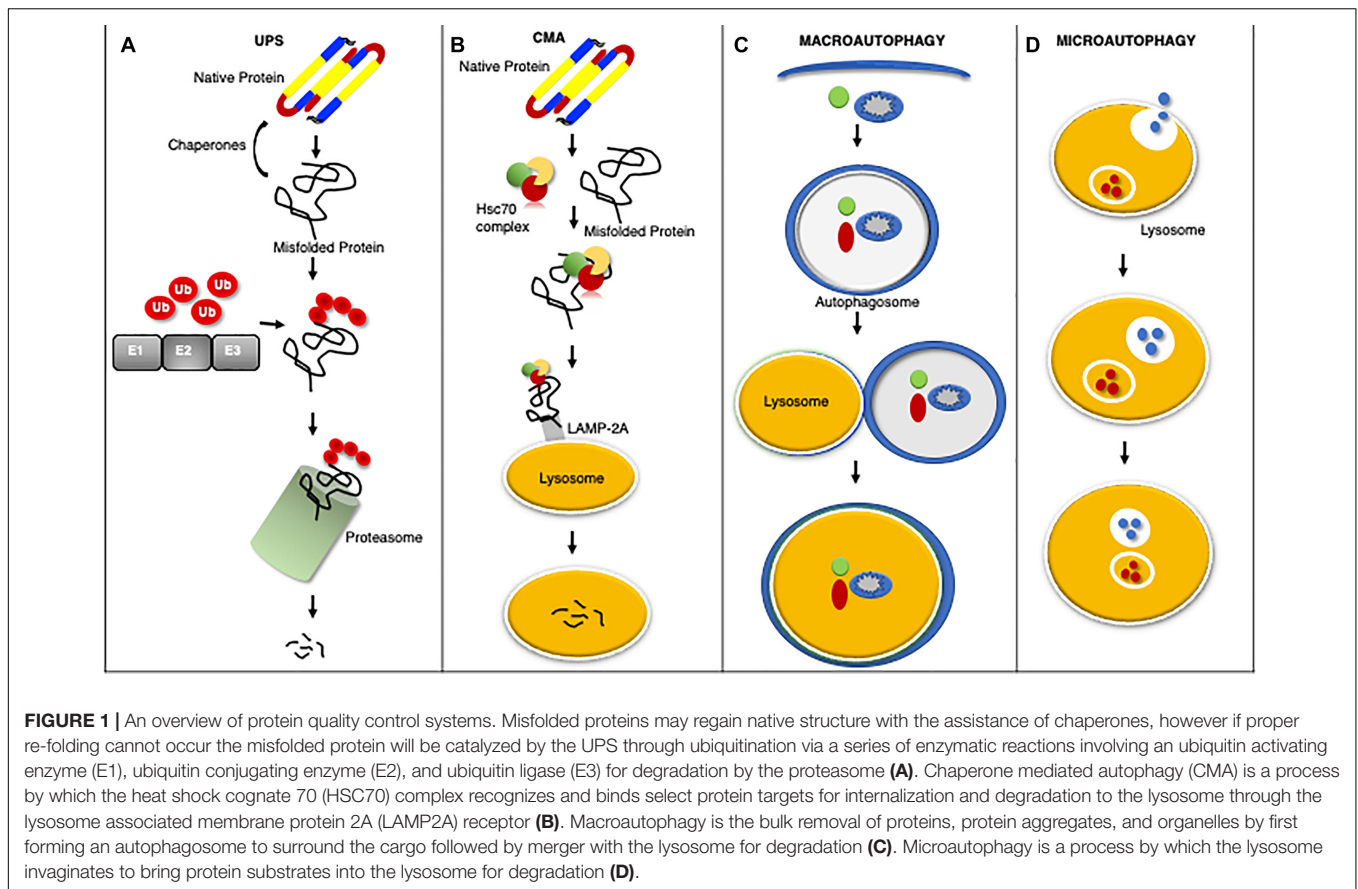 A
UPS
Native Protein
Chaperones
Misfolded Protein
Ub
Ub
Ub
Ub
E1
E2
E3
Proteasome
B
CMA
Native Protein
Hsc70
complex
Misfolded Protein
LAMP-2A
Lysosome
C
MACROAUTOPHAGY
Autophagosome
Lysosome
D
MICROAUTOPHAGY
Lysosome
FIGURE 1 | An overview of protein quality control systems. Misfolded proteins may regain native structure with the assistance of chaperones, however if proper
re-folding cannot occur the misfolded protein will be catalyzed by the UPS through ubiquitination via a series of enzymatic reactions involving an ubiquitin activating
enzyme (E1), ubiquitin conjugating enzyme (E2), and ubiquitin ligase (E3) for degradation by the proteasome (A). Chaperone mediated autophagy (CMA) is a process
by which the heat shock cognate 70 (HSC70) complex recognizes and binds select protein targets for internalization and degradation to the lysosome through the
lysosome associated membrane protein 2A (LAMP2A) receptor (B). Macroautophagy is the bulk removal of proteins, protein aggregates, and organelles by first
forming an autophagosome to surround the cargo followed by merger with the lysosome for degradation (C). Microautophagy is a process by which the lysosome
invaginates to bring protein substrates into the lysosome for degradation (D).